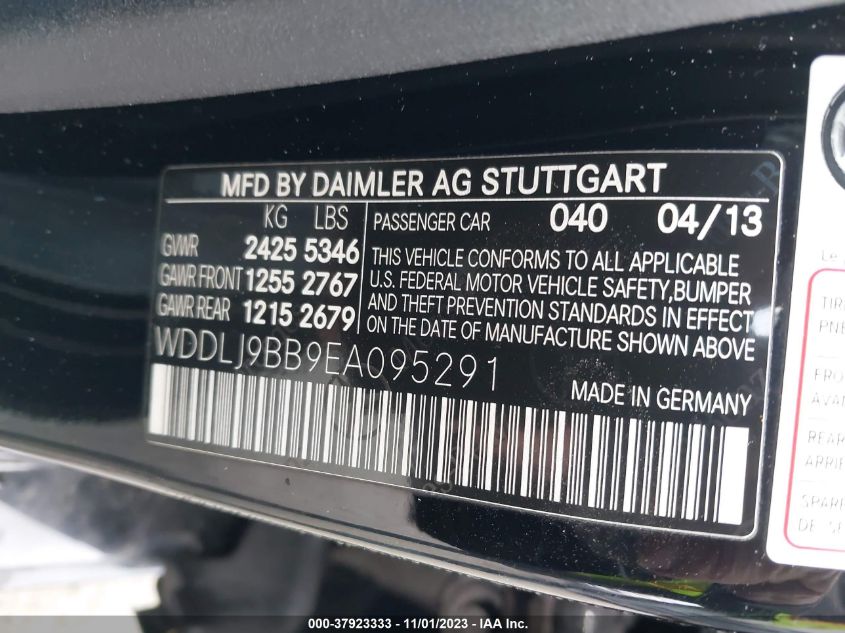 MFD BY DAIMLER AG STUTTGART
KG LBS
GVWR 2425 5346
GAWR FRONT 1255 2767
GAWR REAR 1215 2679
PASSENGER CAR 040 04/13
THIS VEHICLE CONFORMS TO ALL APPLICABLE
U.S. FEDERAL MOTOR VEHICLE SAFETY,BUMPER
AND THEFT PREVENTION STANDARDS IN EFFECT
ON THE DATE OF MANUFACTURE SHOWN ABOVE
WDDLJ9BB9EA095291
MADE IN GERMANY
000-37923333 - 11/01/2023 - IAA Inc.